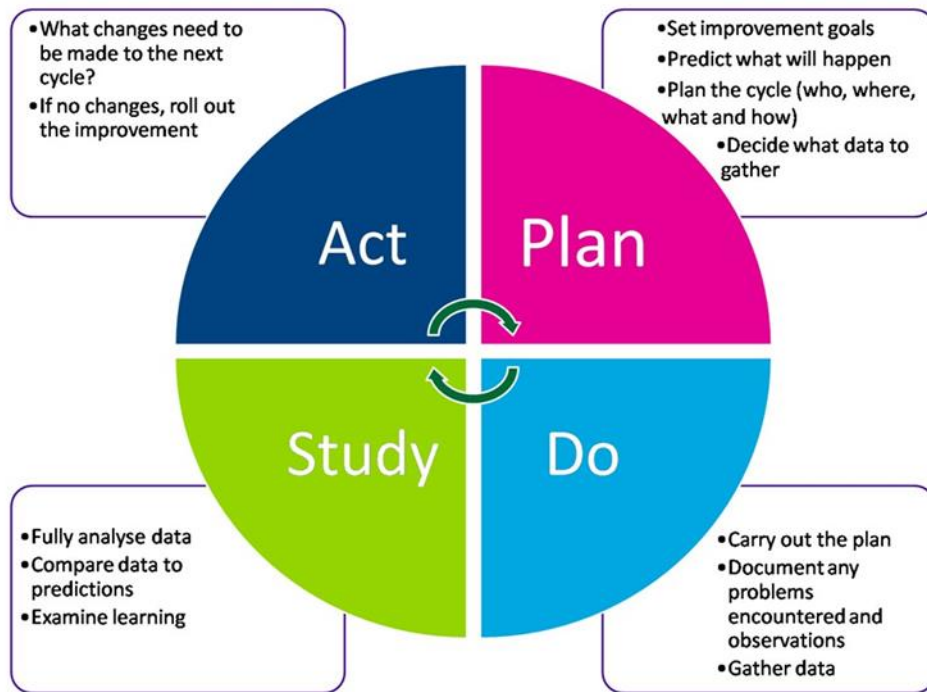 •What changes need to
be made to the next
cycle?
•If no changes, roll out
the improvement
•Set improvement goals
•Predict what will happen
•Plan the cycle (who, where,
what and how)
•Decide what data to
gather
Act
Plan
Study
Do
•Fully analyse data
•Compare data to
predictions
•Examine learning
•Carry out the plan
•Document any
problems
encountered and
observations
•Gather data